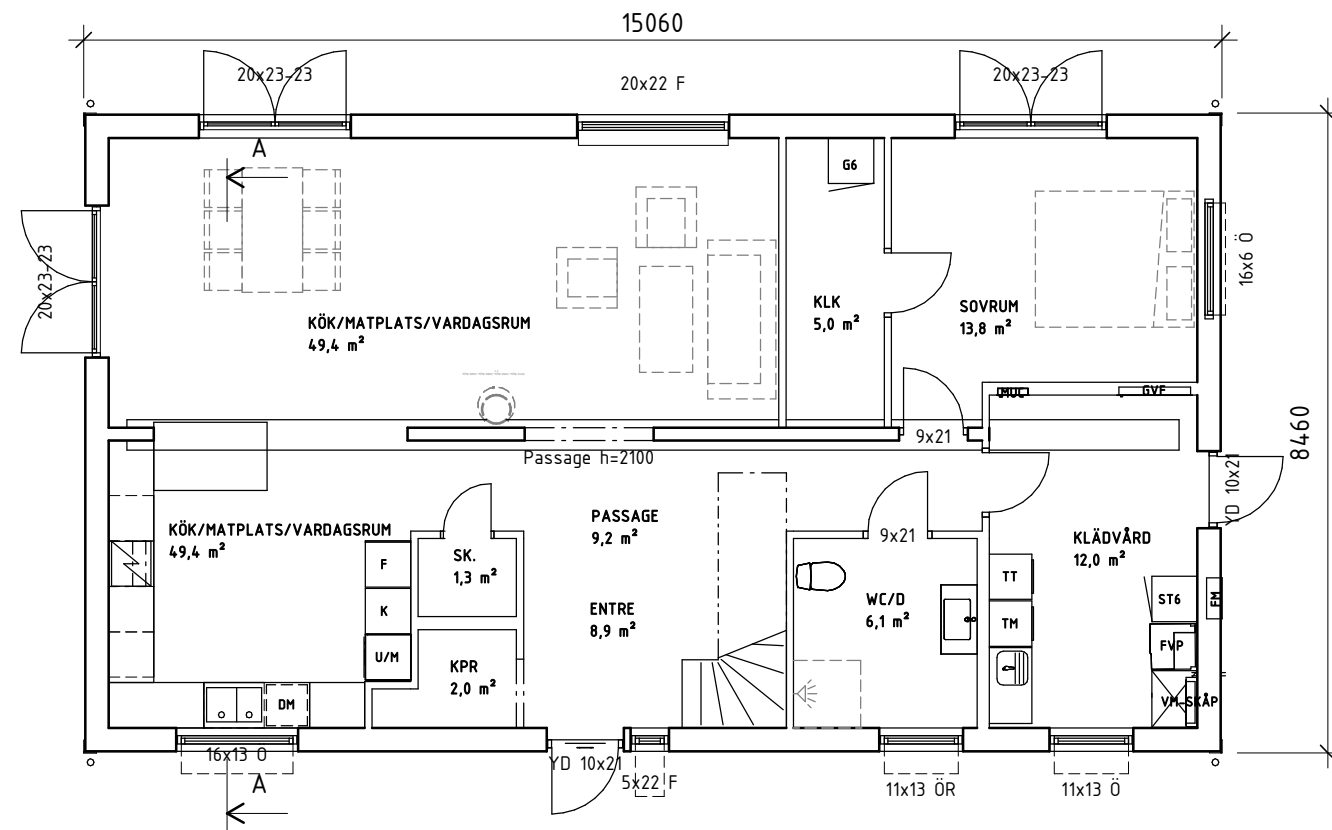 15060
20x23-23
20x22 F
20x23-23
A
G6
20x23-23
16x6 Ö
KÖK/MATPLATS/VARDAGSRUM
49,4 m²
KLK
5,0 m²
SOVRUM
13,8 m²
MUC
GVF
9x21
8460
Passage h=2100
YD 10x21
KÖK/MATPLATS/VARDAGSRUM
49,4 m²
PASSAGE
9,2 m²
9x21
KLÄDVÅRD
12,0 m²
F
SK.
1,3 m²
TT
ST6
FM
K
ENTRE
8,9 m²
WC/D
6,1 m²
TM
U/M
KPR
2,0 m²
FVP
DM
VM-SKÅP
16x13 Ö
YD 10x21
A
5x22 F
11x13 ÖR
11x13 Ö